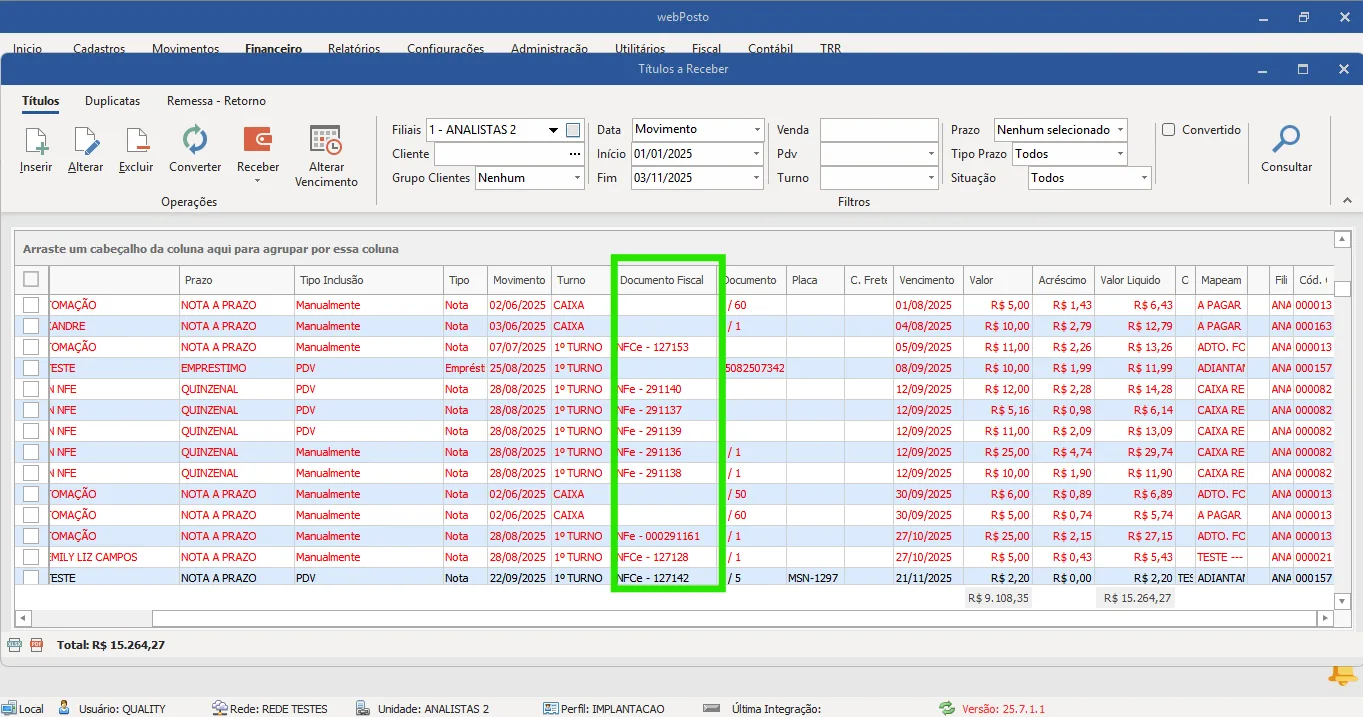 webPosto
Inicio Cadastros Movimentos Financeiro Relatórios Configurações Administração Utilitários Fiscal Contábil TRR
Títulos a Receber
Títulos Duplicatas Remessa - Retorno
Filiais 1 - ANALISTAS 2 Data Movimento Venda Prazo Nenhum selecionado Convertido
Cliente ... Início 01/01/2025 Pdv Tipo Prazo Todos
Inserir Alterar Excluir Converter Receber Alterar Vencimento Consultar
Grupo Clientes Nenhum Fim 03/11/2025 Turno Situação Todos
Operações Filtros
Arraste um cabeçalho da coluna aqui para agrupar por essa coluna
Prazo Tipo Inclusão Tipo Movimento Turno Documento Fiscal Documento Placa C. Frete Vencimento Valor Acréscimo Valor Liquido C Mapeam Fili Cód.
TOMAÇÃO NOTA A PRAZO Manualmente Nota 02/06/2025 CAIXA / 60 01/08/2025 R$ 5,00 R$ 1,43 R$ 6,43 A PAGAR ANA 000013
XANDRE NOTA A PRAZO Manualmente Nota 03/06/2025 CAIXA / 1 04/08/2025 R$ 10,00 R$ 2,79 R$ 12,79 A PAGAR ANA 000163
TOMAÇÃO NOTA A PRAZO Manualmente Nota 07/07/2025 1º TURNO NFCe - 127153 05/09/2025 R$ 11,00 R$ 2,26 R$ 13,26 ADTO. FC ANA 000013
TESTE EMPRESTIMO PDV Emprést 25/08/2025 1º TURNO 5082507342 08/09/2025 R$ 10,00 R$ 1,99 R$ 11,99 ADIANTAN ANA 000157
N NFE QUINZENAL PDV Nota 28/08/2025 1º TURNO NFe - 291140 12/09/2025 R$ 12,00 R$ 2,28 R$ 14,28 CAIXA RE ANA 000082
N NFE QUINZENAL PDV Nota 28/08/2025 1º TURNO NFe - 291137 12/09/2025 R$ 5,16 R$ 0,98 R$ 6,14 CAIXA RE ANA 000082
N NFE QUINZENAL PDV Nota 28/08/2025 1º TURNO NFe - 291139 12/09/2025 R$ 11,00 R$ 2,09 R$ 13,09 CAIXA RE ANA 000082
N NFE QUINZENAL Manualmente Nota 28/08/2025 1º TURNO NFe - 291136 / 1 12/09/2025 R$ 25,00 R$ 4,74 R$ 29,74 CAIXA RE ANA 000082
N NFE QUINZENAL Manualmente Nota 28/08/2025 1º TURNO NFe - 291138 / 1 12/09/2025 R$ 10,00 R$ 1,90 R$ 11,90 CAIXA RE ANA 000082
TOMAÇÃO NOTA A PRAZO Manualmente Nota 02/06/2025 CAIXA / 50 30/09/2025 R$ 6,00 R$ 0,89 R$ 6,89 ADTO. FC ANA 000013
TOMAÇÃO NOTA A PRAZO Manualmente Nota 02/06/2025 CAIXA / 60 30/09/2025 R$ 5,00 R$ 0,74 R$ 5,74 A PAGAR ANA 000013
TOMAÇÃO NOTA A PRAZO Manualmente Nota 28/08/2025 1º TURNO NFe - 000291161 / 1 27/10/2025 R$ 25,00 R$ 2,15 R$ 27,15 ADTO. FC ANA 000013
EMILY LIZ CAMPOS NOTA A PRAZO Manualmente Nota 28/08/2025 1º TURNO NFCe - 127128 / 1 27/10/2025 R$ 5,00 R$ 0,43 R$ 5,43 TESTE --- ANA 000021
TESTE NOTA A PRAZO PDV Nota 22/09/2025 1º TURNO NFCe - 127142 / 5 MSN-1297 21/11/2025 R$ 2,20 R$ 0,00 R$ 2,20 TES ADIANTAN ANA 000157
R$ 9.108,35 R$ 15.264,27
Total: R$ 15.264,27
Local Usuário: QUALITY Rede: REDE TESTES Unidade: ANALISTAS 2 Perfil: IMPLANTACAO Última Integração: Versão: 25.7.1.1